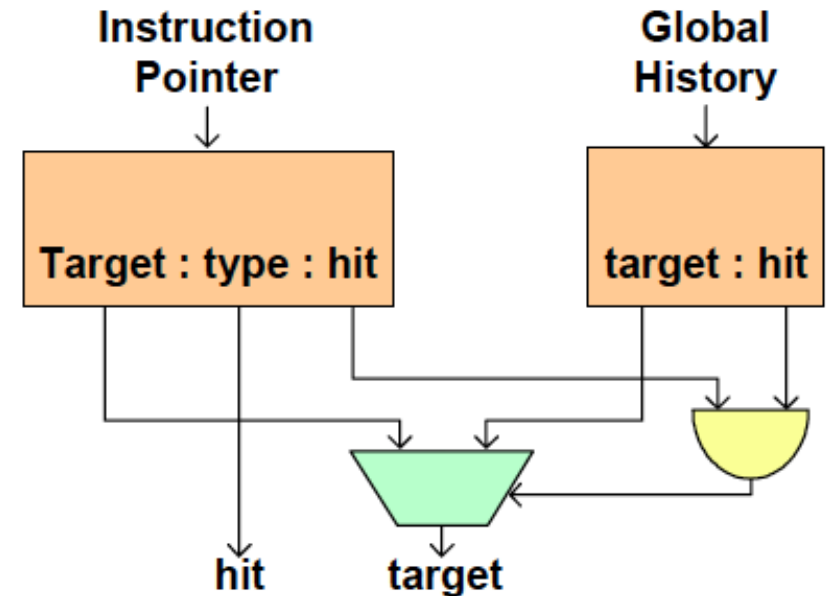 Instruction
Pointer
Global
History
Target : type : hit
target : hit
hit
target